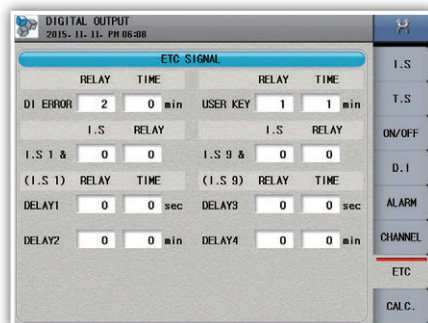 DIGITAL OUTPUT
2015. 11. 11. PM 06:08
ETC SIGNAL
RELAY TIME RELAY TIME
DI ERROR 2 0 min USER KEY 1 1 min
I.S RELAY I.S RELAY
I.S 1 & 0 0 I.S 9 & 0 0
(I.S 1) RELAY TIME (I.S 9) RELAY TIME
DELAY1 0 0 sec DELAY3 0 0 sec
DELAY2 0 0 min DELAY4 0 0 min
I.S
T.S
ON/OFF
D.I
ALARM
CHANNEL
ETC
CALC.